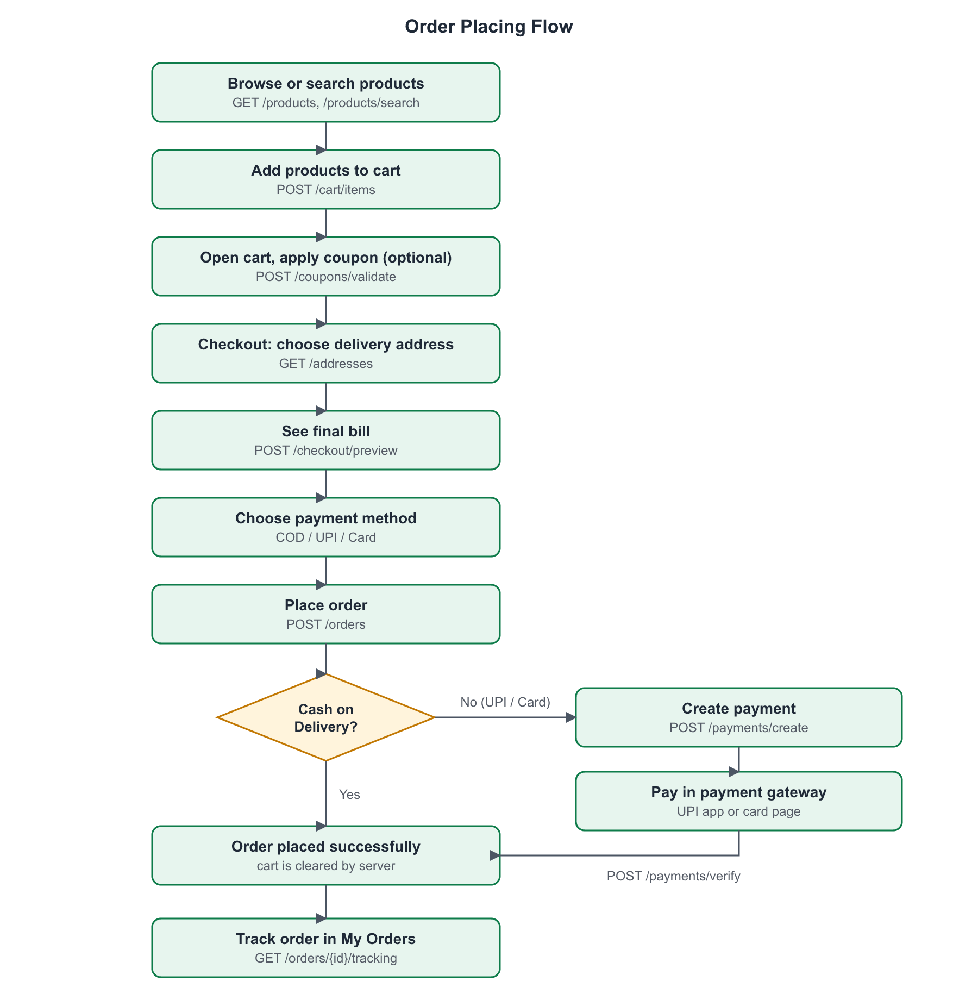 Order Placing Flow
Browse or search products
GET /products, /products/search
Add products to cart
POST /cart/items
Open cart, apply coupon (optional)
POST /coupons/validate
Checkout: choose delivery address
GET /addresses
See final bill
POST /checkout/preview
Choose payment method
COD / UPI / Card
Place order
POST /orders
Cash on
Delivery?
No (UPI / Card)
Create payment
POST /payments/create
Pay in payment gateway
UPI app or card page
Yes
Order placed successfully
cart is cleared by server
POST /payments/verify
Track order in My Orders
GET /orders/{id}/tracking